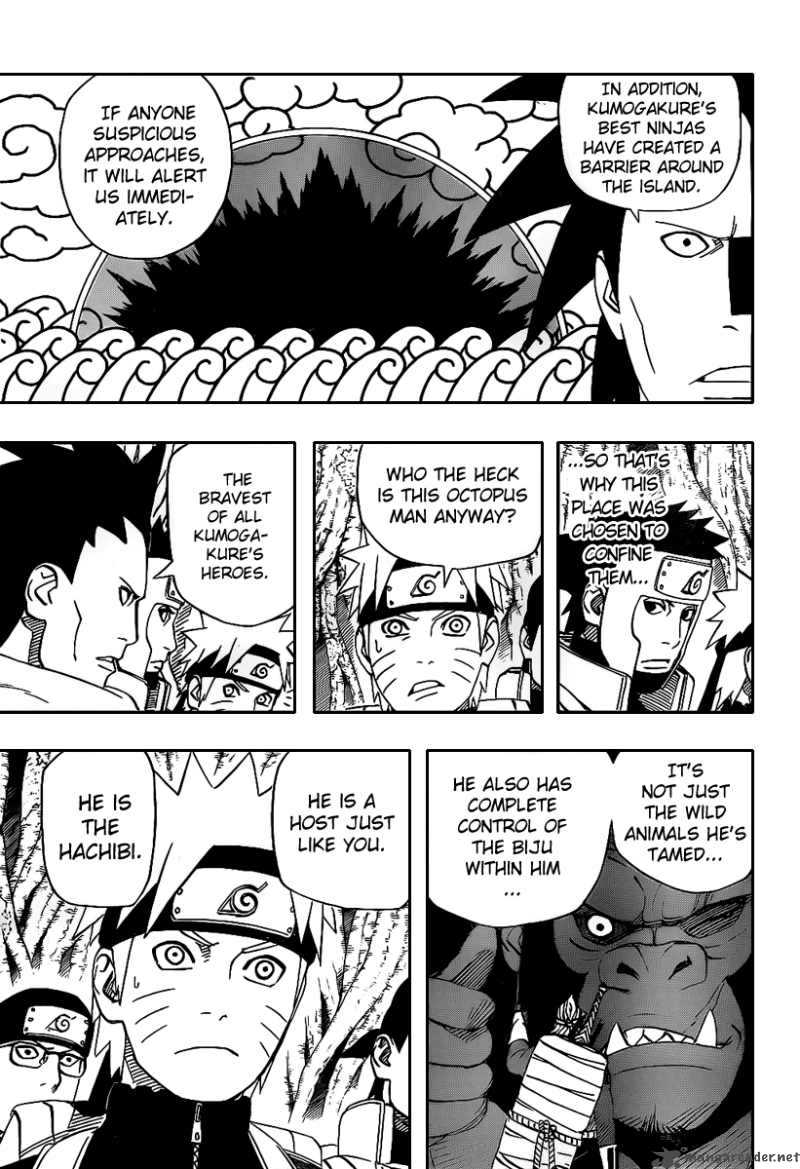 IN ADDITION,
KUMOGAKURE'S
BEST NINJAS
HAVE CREATED A
BARRIER AROUND
THE ISLAND.
IF ANYONE
SUSPICIOUS
APPROACHES,
IT WILL ALERT
US IMMEDI-
ATELY.
...SO THAT'S
WHY THIS
PLACE WAS
CHOSEN TO
CONFINE
THEM...
WHO THE HECK
IS THIS OCTOPUS
MAN ANYWAY?
THE
BRAVEST
OF ALL
KUMOGA-
KURE'S
HEROES.
IT'S
NOT JUST
THE WILD
ANIMALS HE'S
TAMED...
HE ALSO HAS
COMPLETE
CONTROL OF
THE BIJU
WITHIN HIM
...
HE IS A
HOST JUST
LIKE YOU.
HE IS
THE
HACHIBI.
mangareader.net